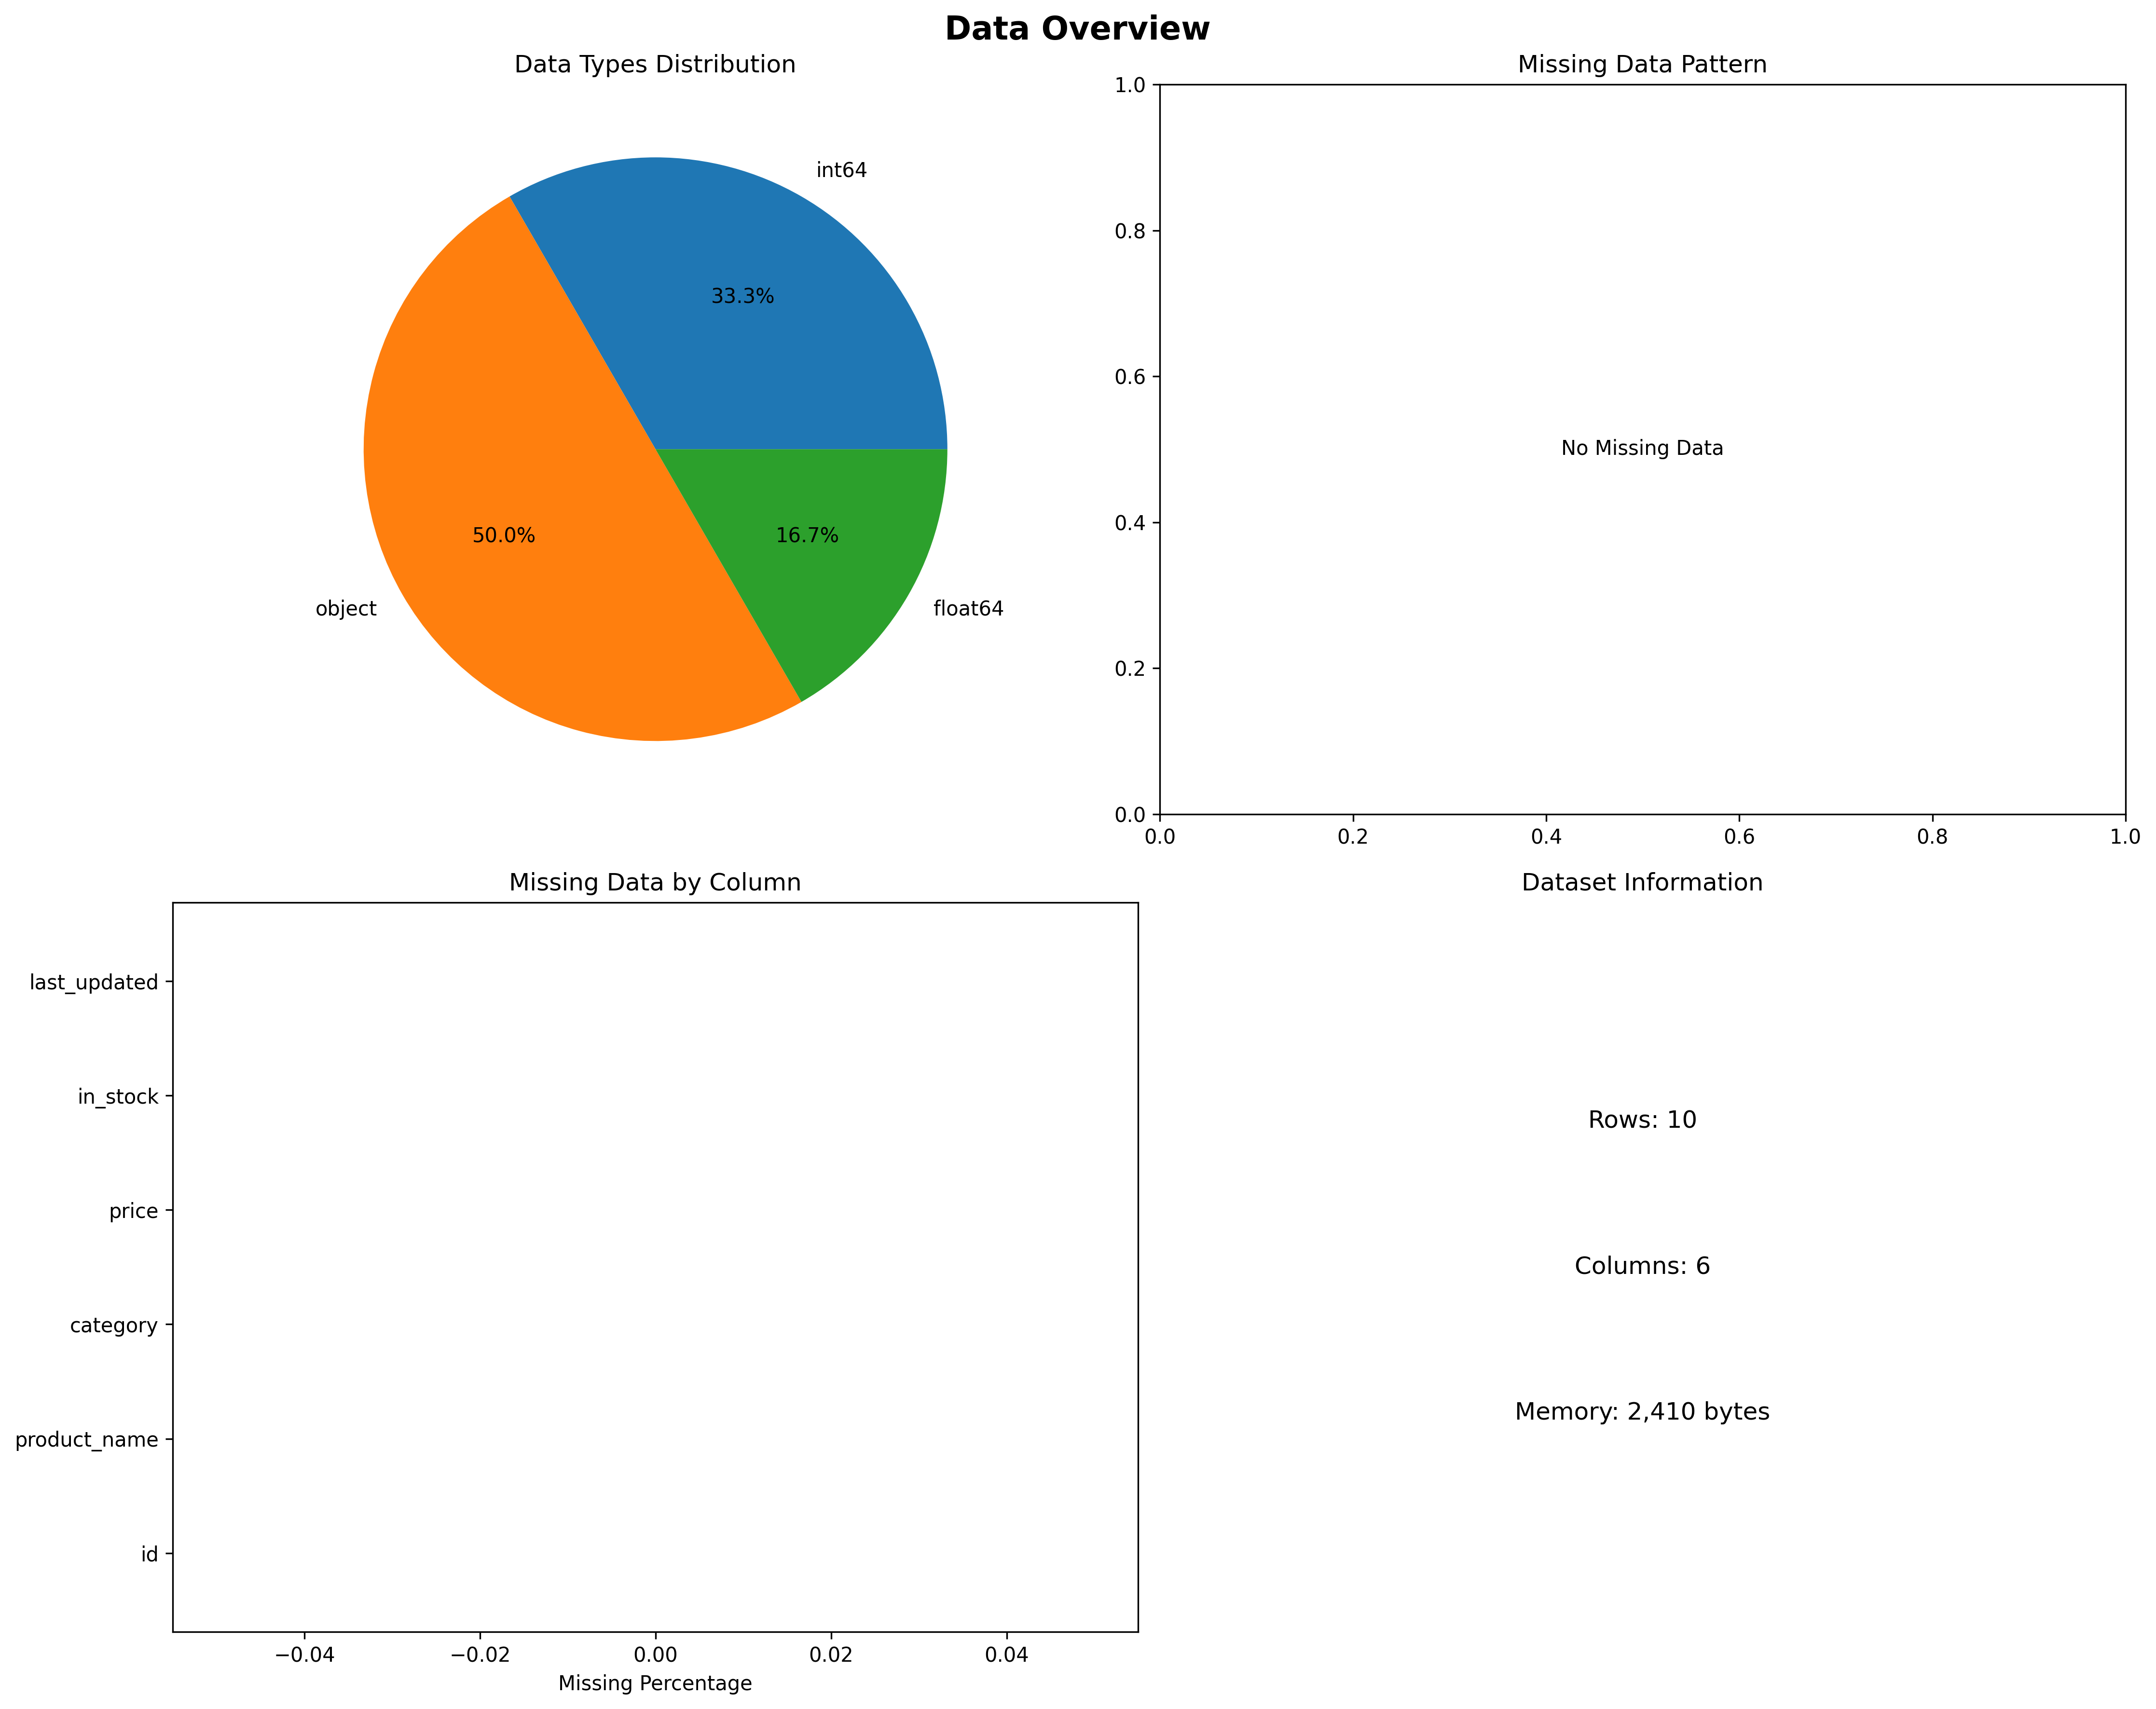 Data Overview
Data Types Distribution
int64
33.3%
50.0%
16.7%
object
float64
Missing Data Pattern
1.0
0.8
0.6
0.4
0.2
0.0
No Missing Data
0.0 0.2 0.4 0.6 0.8 1.0
Missing Data by Column
last_updated
in_stock
price
category
product_name
id
−0.04 −0.02 0.00 0.02 0.04
Missing Percentage
Dataset Information
Rows: 10
Columns: 6
Memory: 2,410 bytes